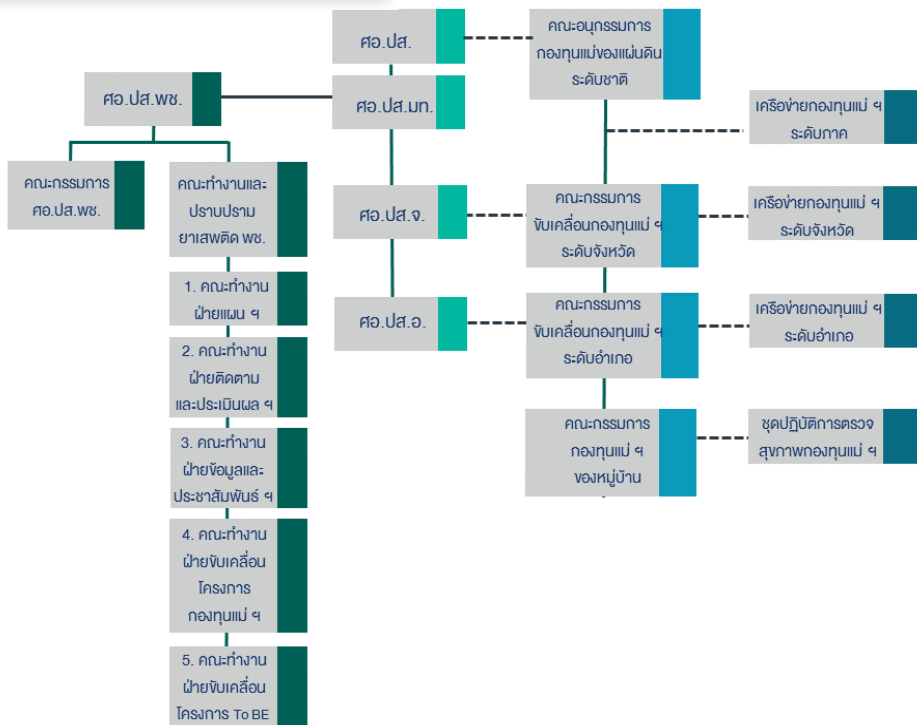 ศอ.ปส.
คณะอนุกรรมการ
กองทุนแม่ของแผ่นดิน
ระดับชาติ
ศอ.ปส.พช.
ศอ.ปส.มท.
เครือข่ายกองทุนแม่ ฯ
ระดับภาค
คณะกรรมการ
ศอ.ปส.พช.
คณะทำงานและ
ปราบปราม
ยาเสพติด พช.
ศอ.ปส.จ.
คณะกรรมการ
ขับเคลื่อนกองทุนแม่ ฯ
ระดับจังหวัด
เครือข่ายกองทุนแม่ ฯ
ระดับจังหวัด
1. คณะทำงาน
ฝ่ายแผน ฯ
ศอ.ปส.อ.
คณะกรรมการ
ขับเคลื่อนกองทุนแม่ ฯ
ระดับอำเภอ
เครือข่ายกองทุนแม่ ฯ
ระดับอำเภอ
2. คณะทำงาน
ฝ่ายติดตาม
และประเมินผล ฯ
คณะกรรมการ
กองทุนแม่ ฯ
ของหมู่บ้าน
ชุดปฏิบัติการตรวจ
สุขภาพกองทุนแม่ ฯ
3. คณะทำงาน
ฝ่ายข้อมูลและ
ประชาสัมพันธ์ ฯ
4. คณะทำงาน
ฝ่ายขับเคลื่อน
โครงการ
กองทุนแม่ ฯ
5. คณะทำงาน
ฝ่ายขับเคลื่อน
โครงการ To BE